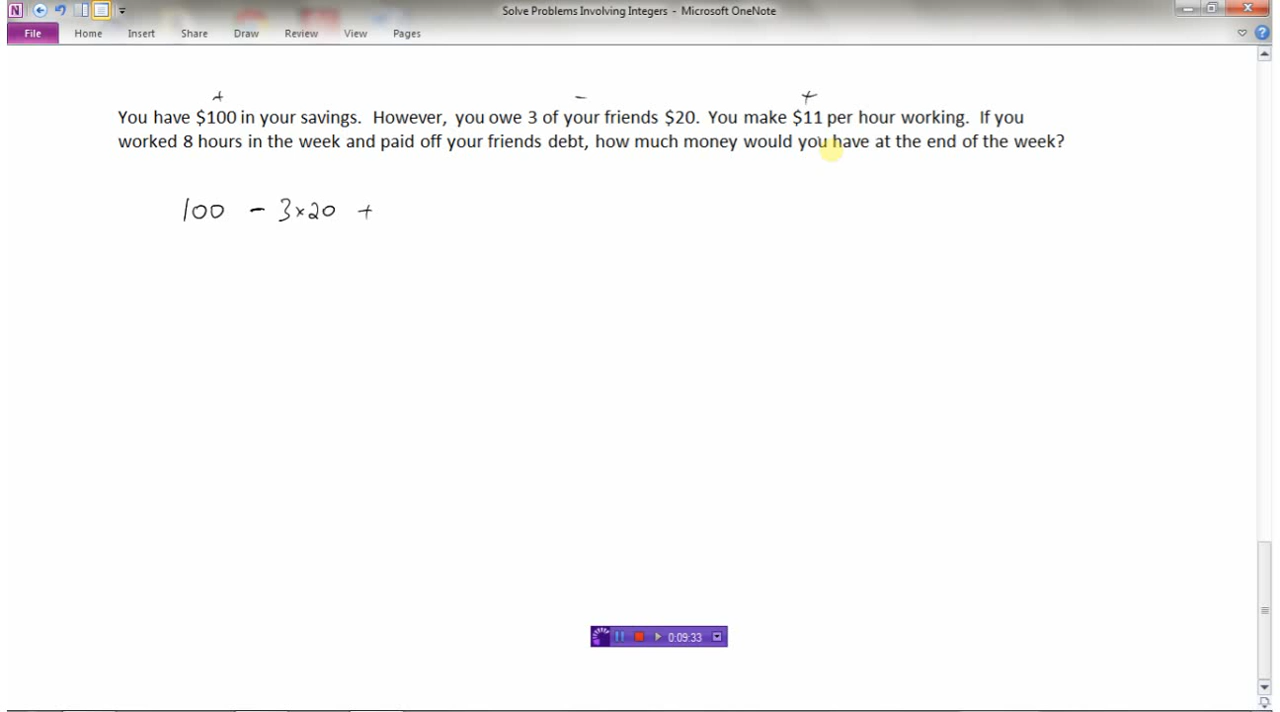 Solve Problems Involving Integers - Microsoft OneNote
File Home Insert Share Draw Review View Pages
+ - +
You have $100 in your savings. However, you owe 3 of your friends $20. You make $11 per hour working. If you
worked 8 hours in the week and paid off your friends debt, how much money would you have at the end of the week?
100 - 3×20 +
0:09:33